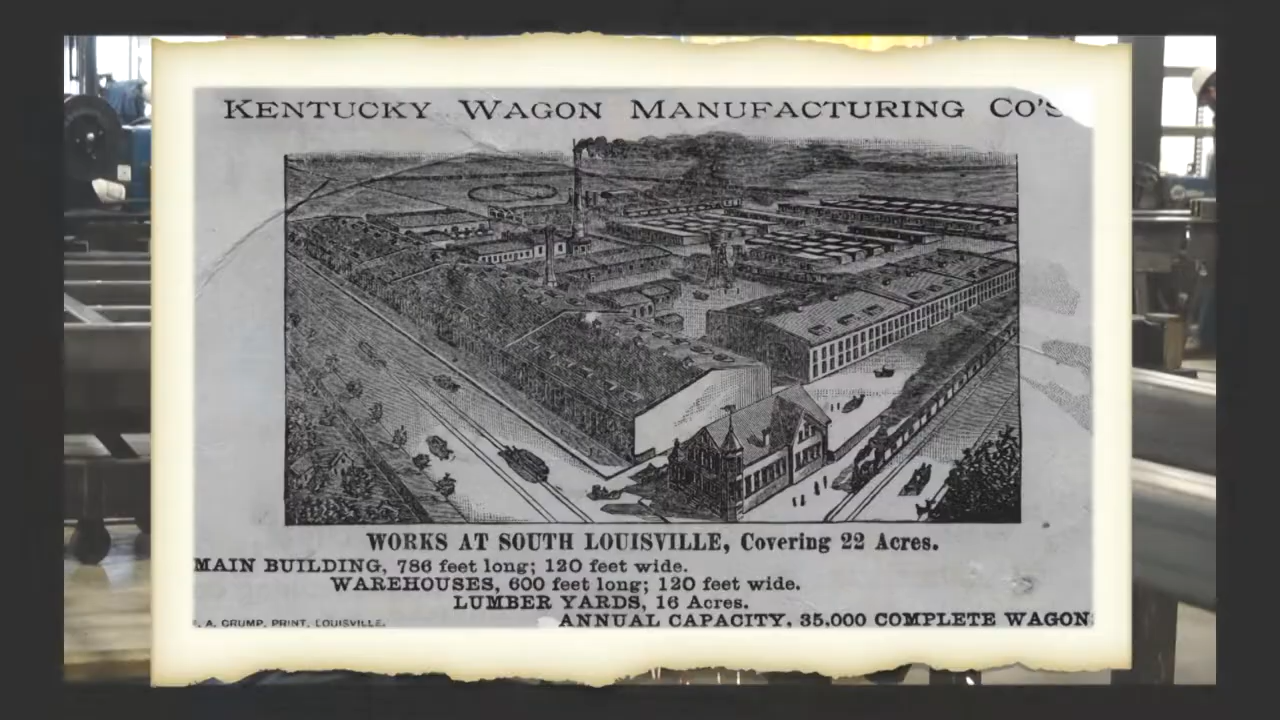 KENTUCKY WAGON MANUFACTURING CO'S
WORKS AT SOUTH LOUISVILLE, Covering 22 Acres.
MAIN BUILDING, 786 feet long; 120 feet wide.
WAREHOUSES, 600 feet long; 120 feet wide.
LUMBER YARDS, 16 Acres.
. A. CRUMP, PRINT, LOUISVILLE.
ANNUAL CAPACITY, 35,000 COMPLETE WAGON